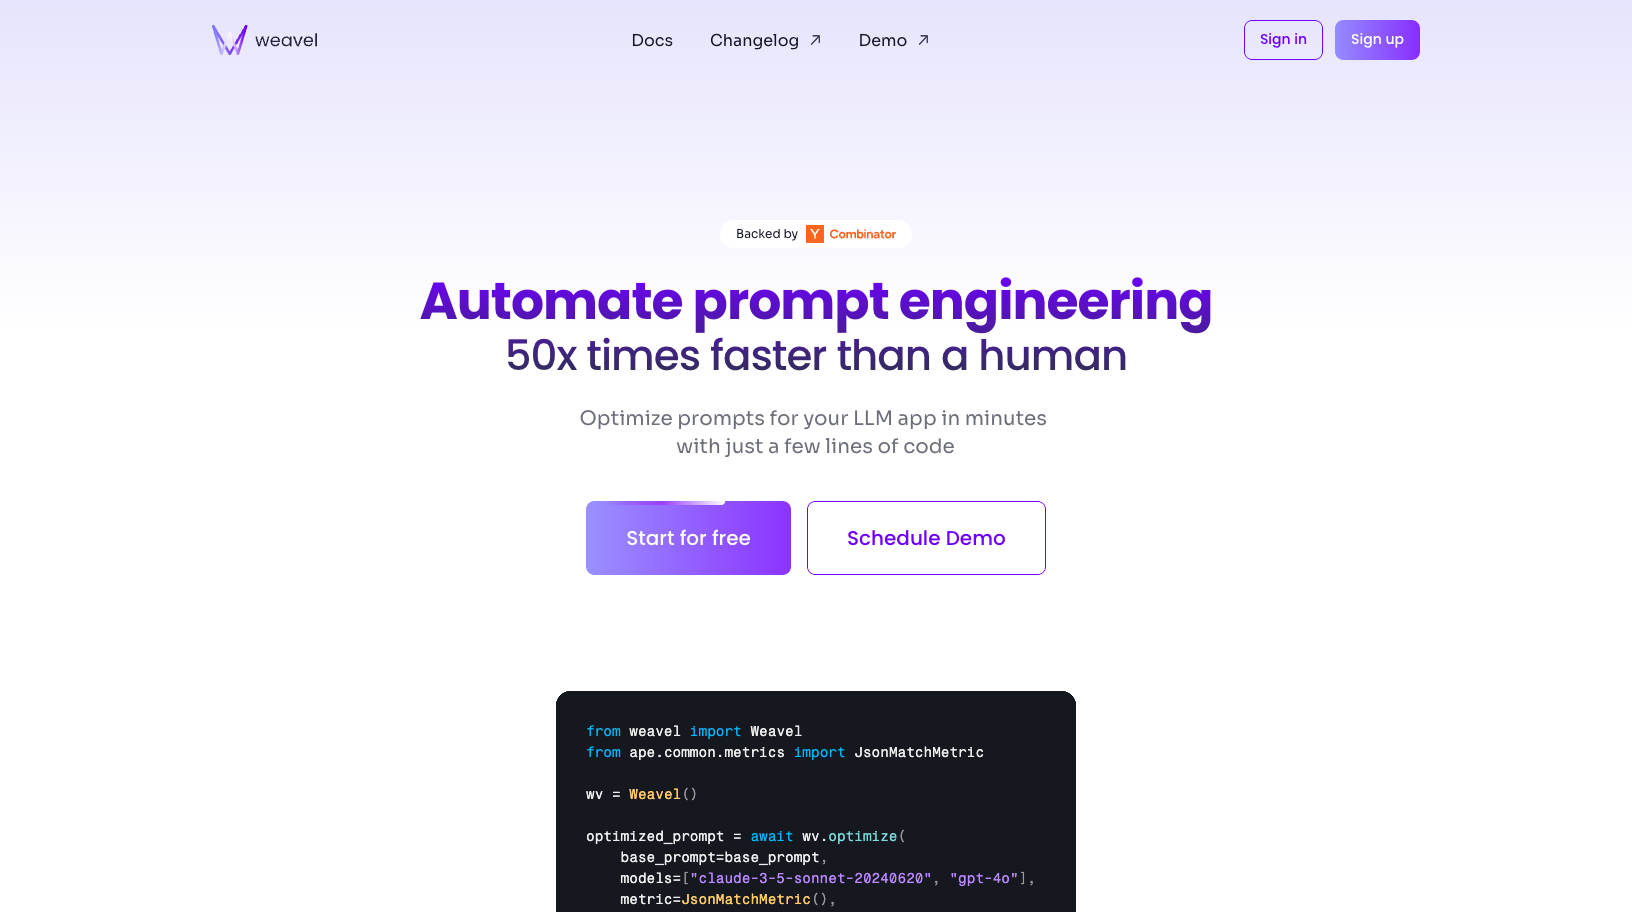 weavel
Docs
Changelog
Demo
Sign in
Sign up
Backed by Y Combinator
Automate prompt engineering
50x times faster than a human
Optimize prompts for your LLM app in minutes
with just a few lines of code
Start for free
Schedule Demo
from weavel import Weavel
from ape.common.metrics import JsonMatchMetric
wv = Weavel()
optimized_prompt = await wv.optimize(
    base_prompt=base_prompt,
    models=["claude-3-5-sonnet-20240620", "gpt-4o"],
    metric=JsonMatchMetric(),